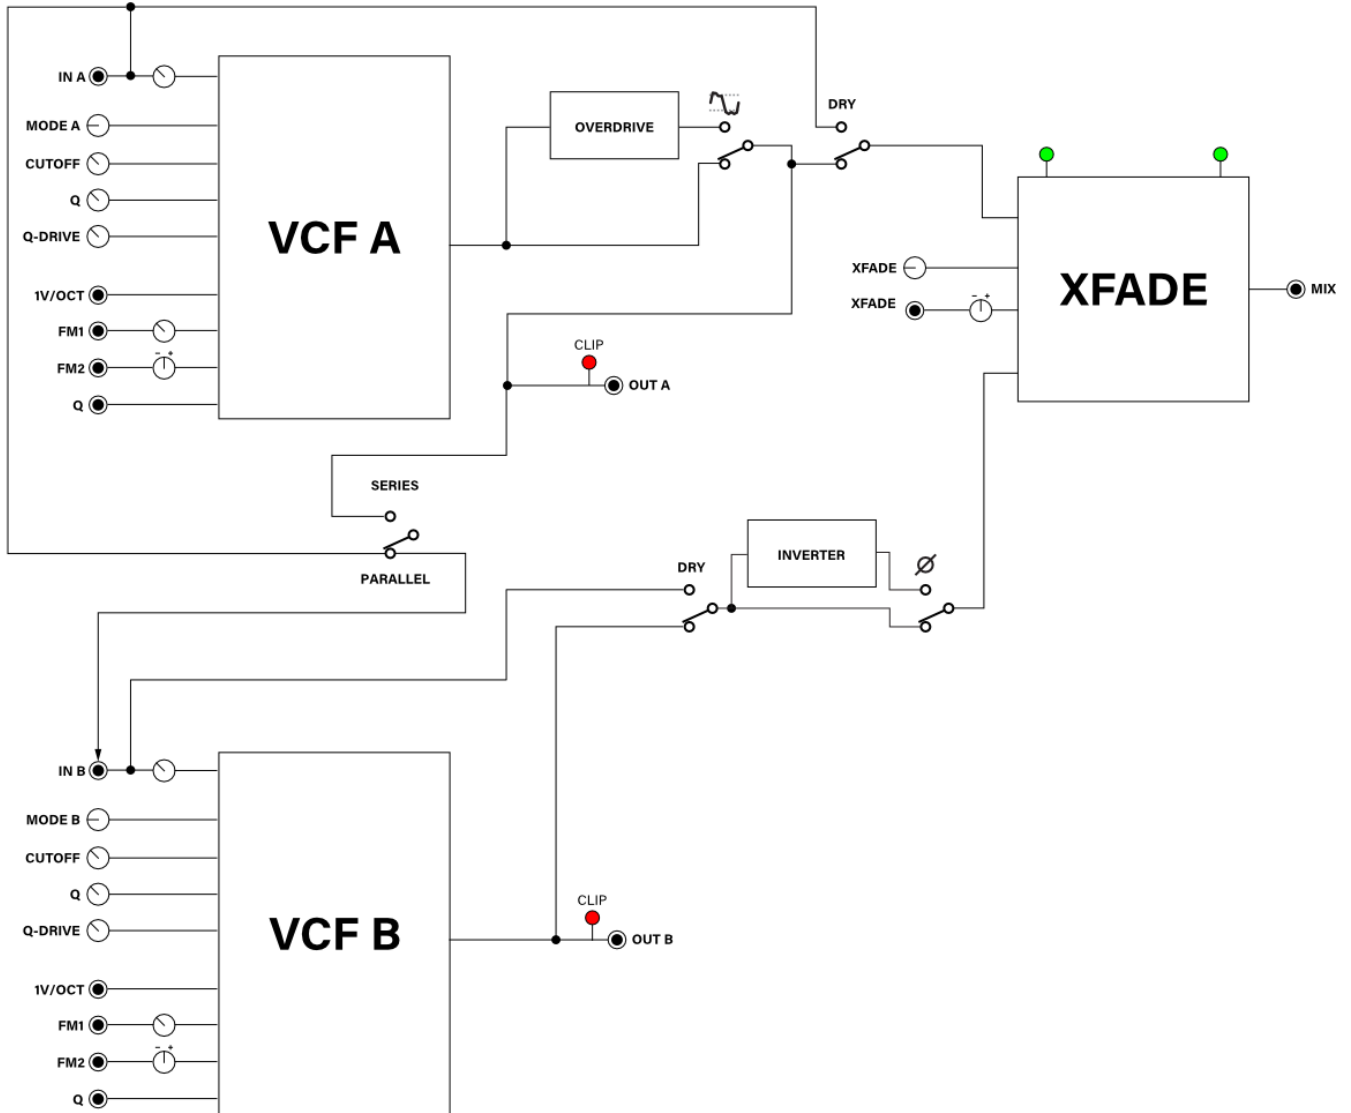 IN A
MODE A
CUTOFF
Q
Q-DRIVE
1V/OCT
FM1
- +
FM2
Q
VCF A
OVERDRIVE
DRY
CLIP
OUT A
XFADE
XFADE
- +
XFADE
MIX
SERIES
PARALLEL
DRY
INVERTER
Ø
IN B
MODE B
CUTOFF
Q
Q-DRIVE
1V/OCT
FM1
- +
FM2
Q
VCF B
CLIP
OUT B